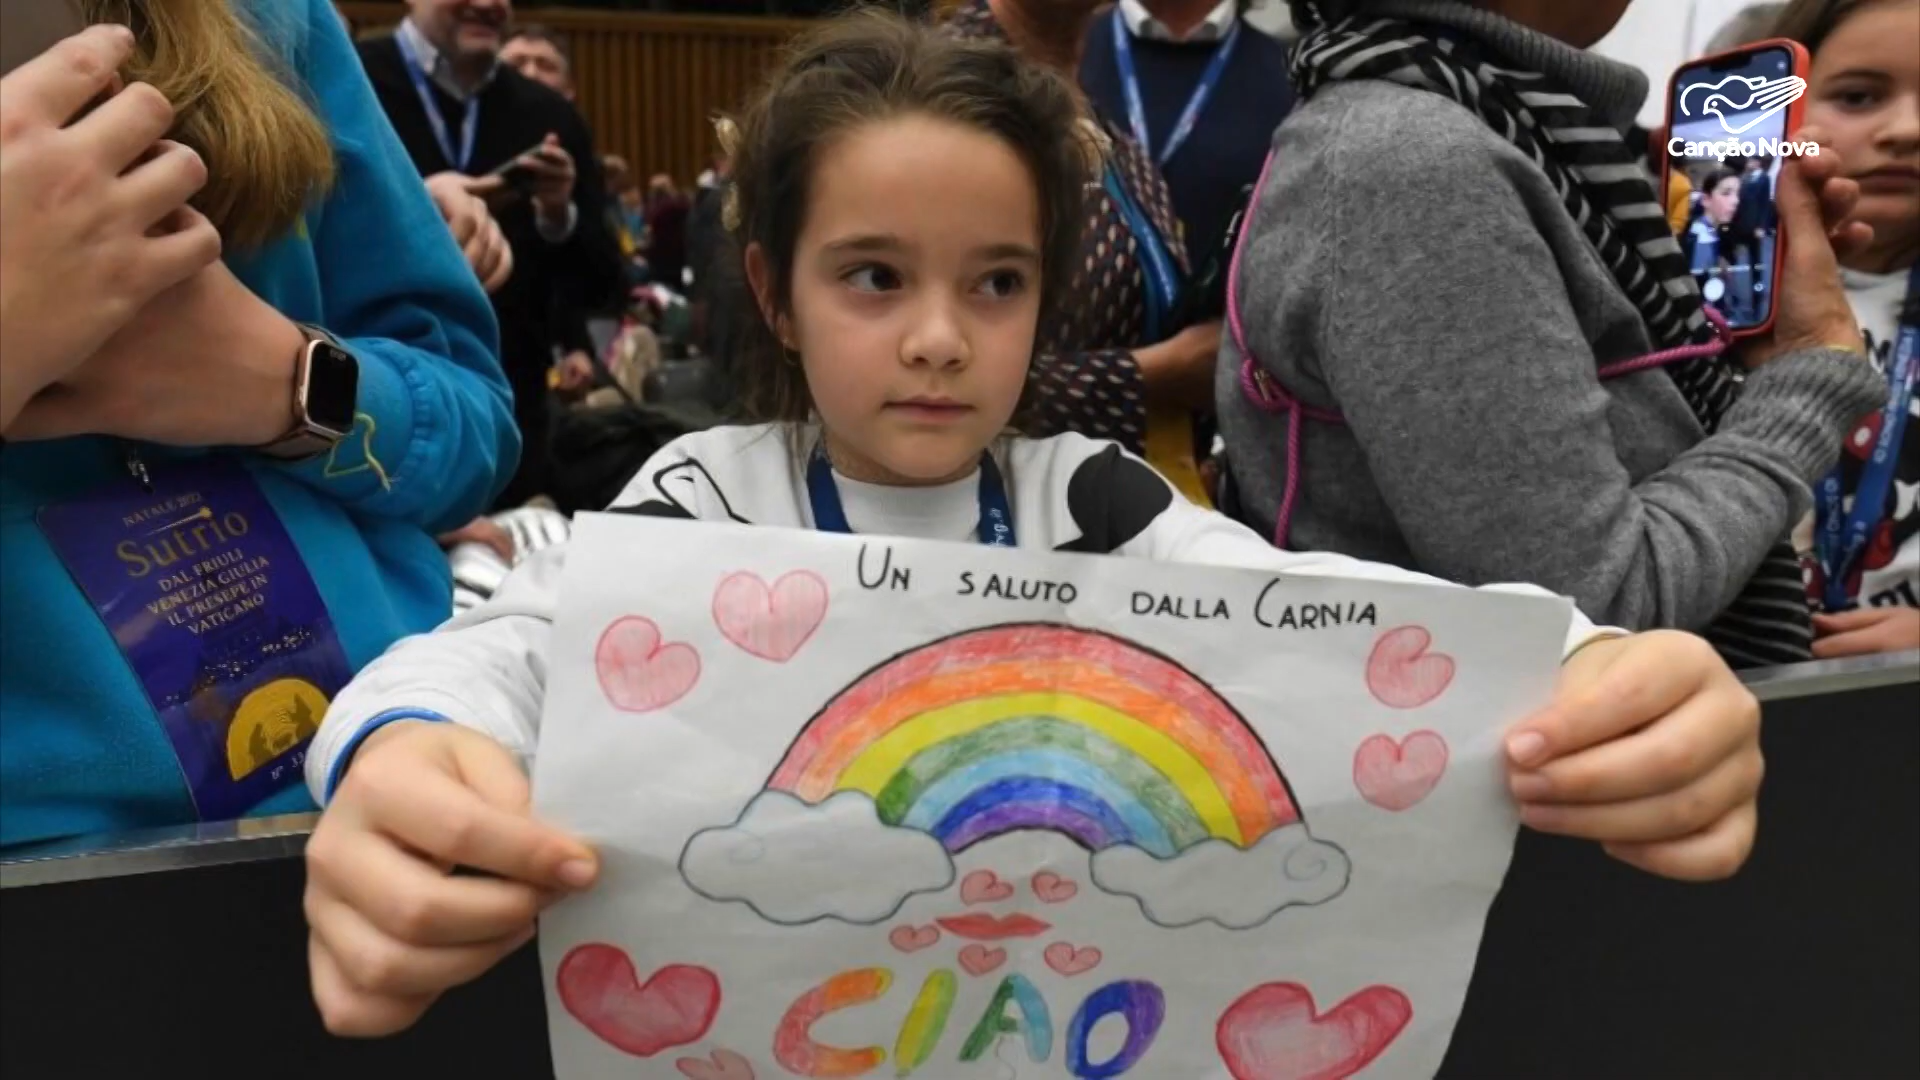 Canção Nova
NATALE 2022
Sutrio
DAL FRIULI
VENEZIA GIULIA
IL PRESEPE IN
VATICANO
UN SALUTO DALLA CARNIA
CIAO